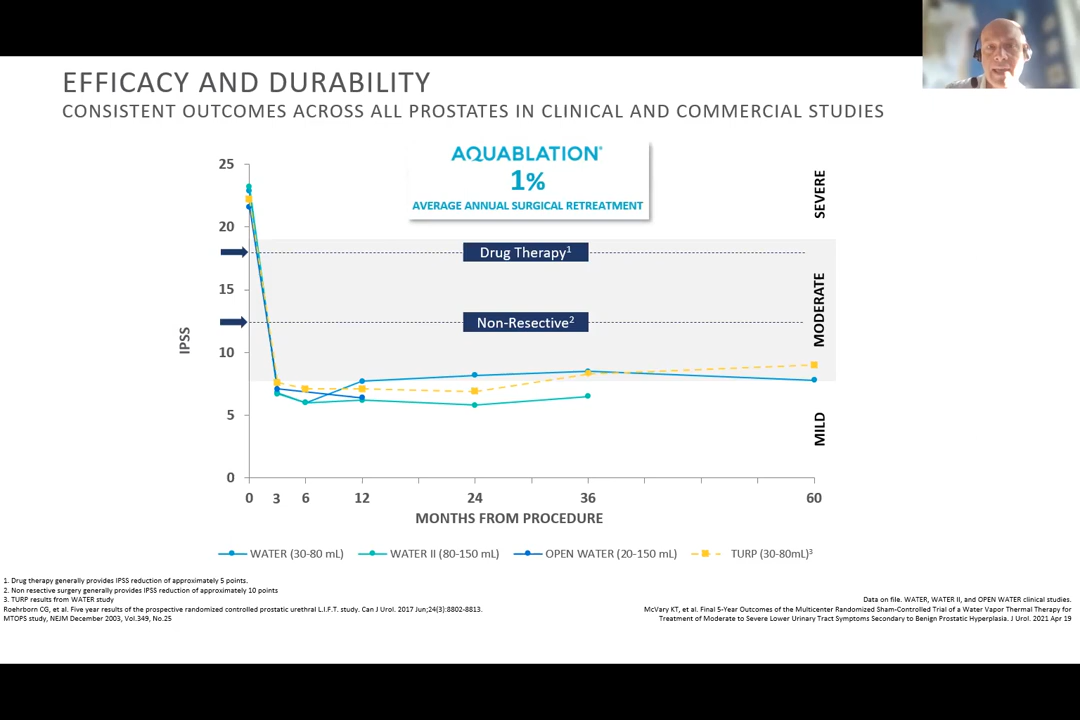 EFFICACY AND DURABILITY
CONSISTENT OUTCOMES ACROSS ALL PROSTATES IN CLINICAL AND COMMERCIAL STUDIES
AQUABLATION®
1%
AVERAGE ANNUAL SURGICAL RETREATMENT
25
20
15
10
5
0
IPSS
Drug Therapy¹
Non-Resective²
SEVERE
MODERATE
MILD
0 3 6 12 24 36 60
MONTHS FROM PROCEDURE
WATER (30-80 mL) WATER II (80-150 mL) OPEN WATER (20-150 mL) TURP (30-80mL)³
1. Drug therapy generally provides IPSS reduction of approximately 5 points.
2. Non resective surgery generally provides IPSS reduction of approximately 10 points
3. TURP results from WATER study
Roehrborn CG, et al. Five year results of the prospective randomized controlled prostatic urethral L.I.F.T. study. Can J Urol. 2017 Jun;24(3):8802-8813.
MTOPS study, NEJM December 2003, Vol.349, No.25
Data on file. WATER, WATER II, and OPEN WATER clinical studies.
McVary KT, et al. Final 5-Year Outcomes of the Multicenter Randomized Sham-Controlled Trial of a Water Vapor Thermal Therapy for
Treatment of Moderate to Severe Lower Urinary Tract Symptoms Secondary to Benign Prostatic Hyperplasia. J Urol. 2021 Apr 19